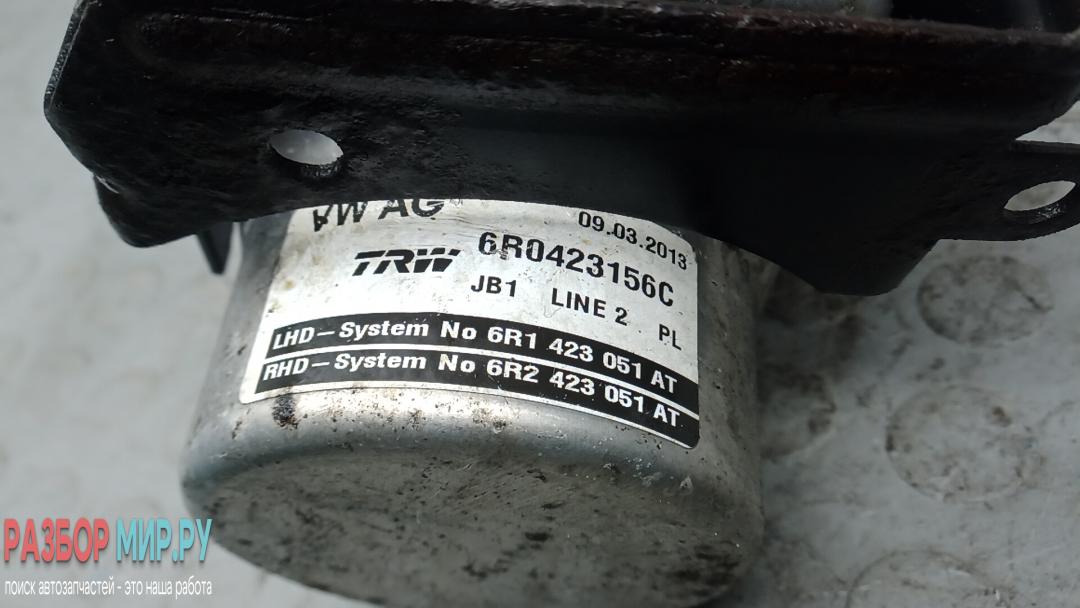 VW AG
09.03.2013
TRW 6R0423156C
JB1 LINE 2 PL
LHD-System No 6R1 423 051 AT
RHD-System No 6R2 423 051 AT
РАЗБОР МИР.РУ
поиск автозапчастей - это наша работа